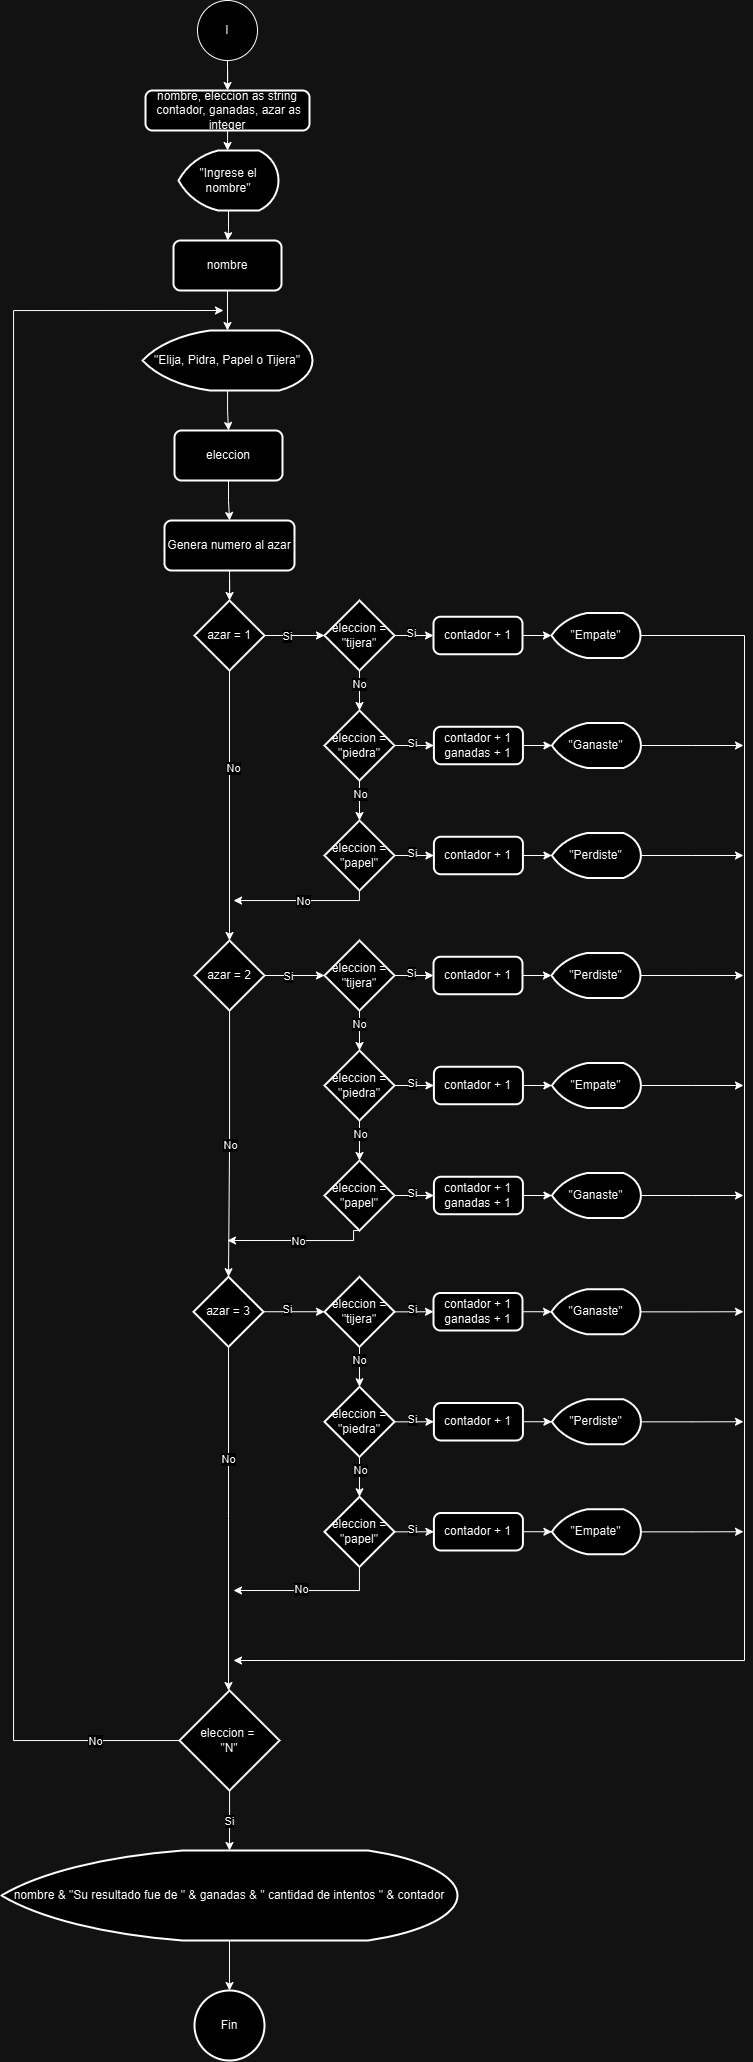 I
nombre, eleccion as string
contador, ganadas, azar as
integer
"Ingrese el
nombre"
nombre
"Elija, Pidra, Papel o Tijera"
eleccion
Genera numero al azar
azar = 1
Si
eleccion =
"tijera"
Si
contador + 1
"Empate"
No
eleccion =
"piedra"
Si
contador + 1
ganadas + 1
"Ganaste"
No
No
eleccion =
"papel"
Si
contador + 1
"Perdiste"
No
azar = 2
Si
eleccion =
"tijera"
Si
contador + 1
"Perdiste"
No
eleccion =
"piedra"
Si
contador + 1
"Empate"
No
No
eleccion =
"papel"
Si
contador + 1
ganadas + 1
"Ganaste"
No
azar = 3
Si
eleccion =
"tijera"
Si
contador + 1
ganadas + 1
"Ganaste"
No
eleccion =
"piedra"
Si
contador + 1
"Perdiste"
No
No
eleccion =
"papel"
Si
contador + 1
"Empate"
No
eleccion =
"N"
No
Si
nombre & "Su resultado fue de " & ganadas & " cantidad de intentos " & contador
Fin